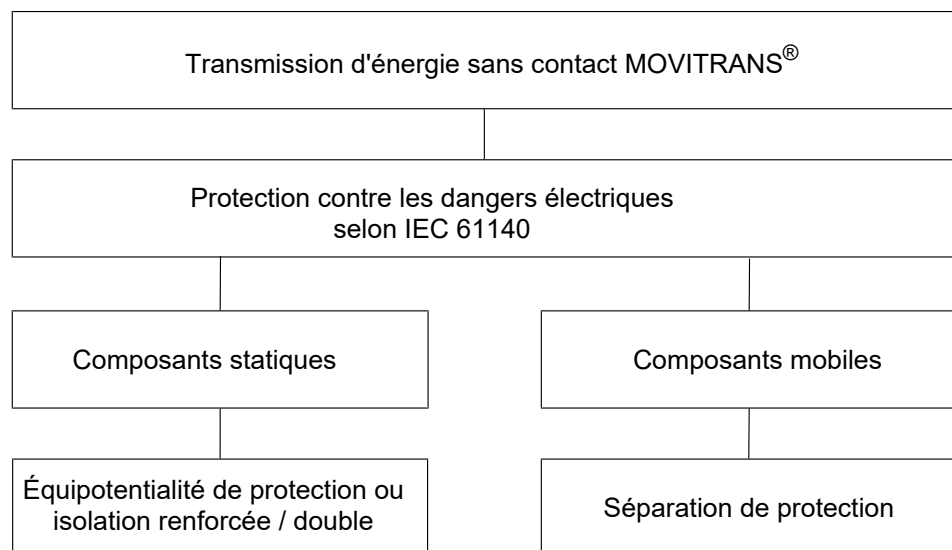 Transmission d'énergie sans contact MOVITRANS®
Protection contre les dangers électriques
selon IEC 61140
Composants statiques
Composants mobiles
Équipotentialité de protection ou
isolation renforcée / double
Séparation de protection